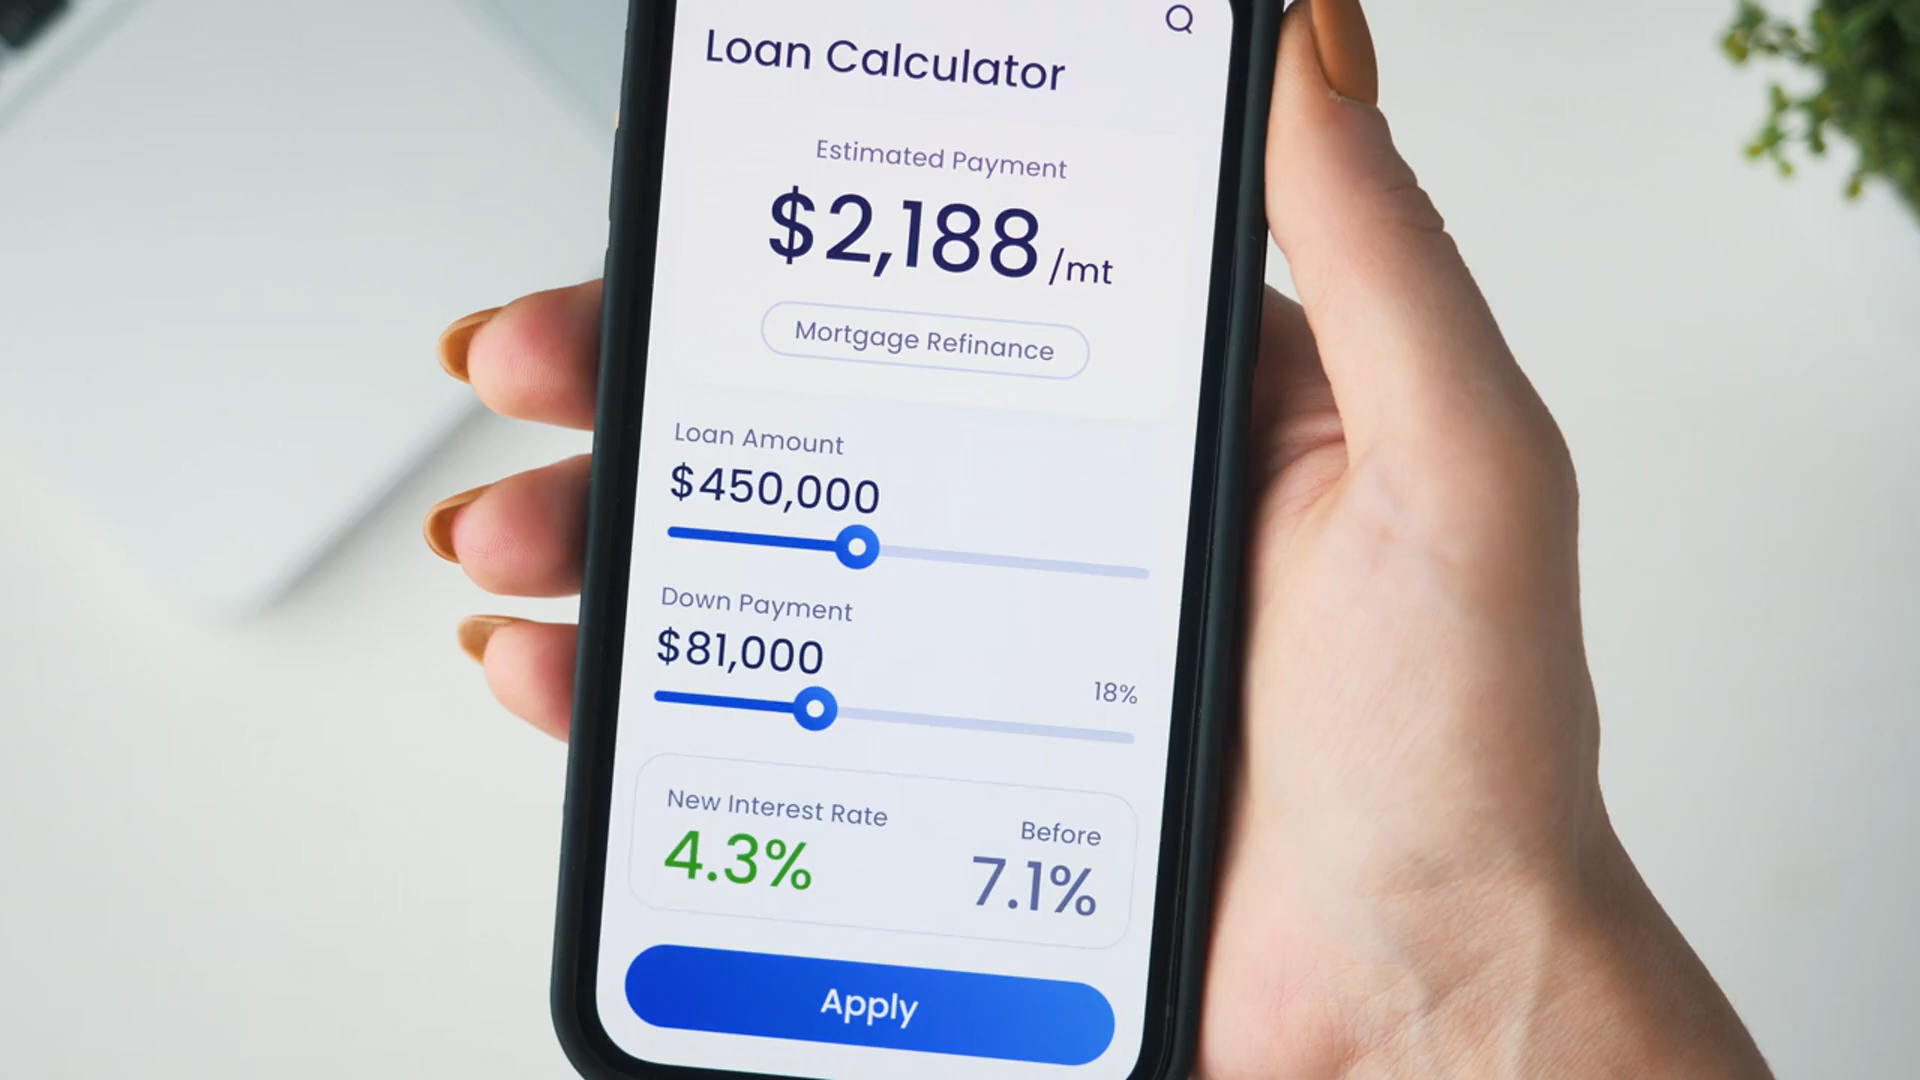 Loan Calculator
Estimated Payment
$2,188 /mt
Mortgage Refinance
Loan Amount
$450,000
Down Payment
$81,000
18%
New Interest Rate
Before
4.3%
7.1%
Apply